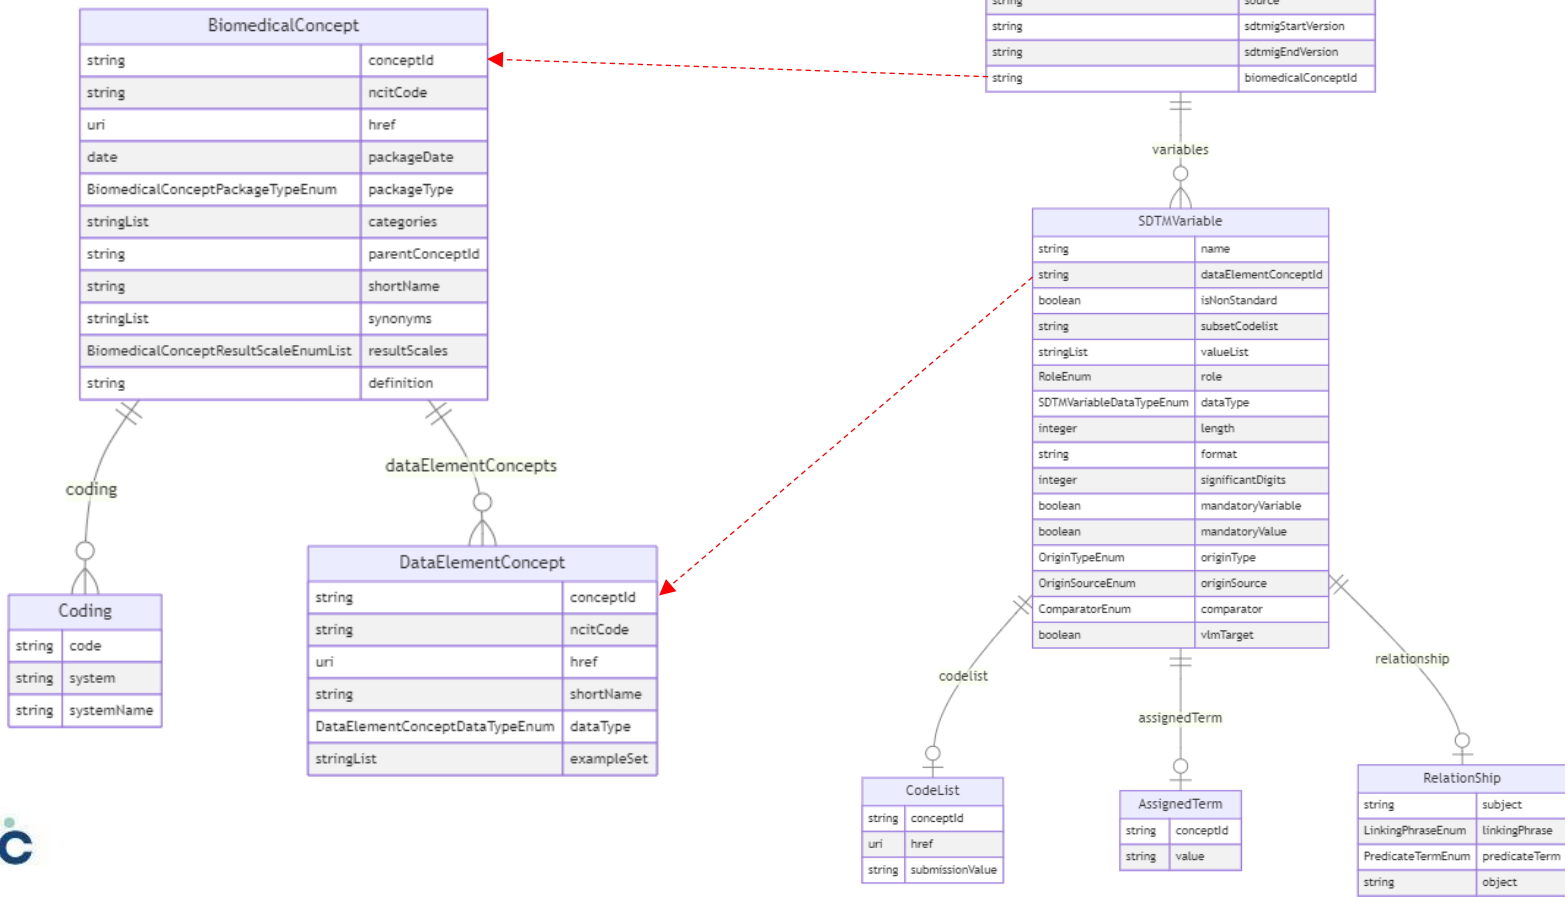 BiomedicalConcept
string conceptId
string ncitCode
uri href
date packageDate
BiomedicalConceptPackageTypeEnum packageType
stringList categories
string parentConceptId
string shortName
stringList synonyms
BiomedicalConceptResultScaleEnumList resultScales
string definition
coding
dataElementConcepts
Coding
string code
string system
string systemName
DataElementConcept
string conceptId
string ncitCode
uri href
string shortName
DataElementConceptDataTypeEnum dataType
stringList exampleSet
C
string source
string sdtmigStartVersion
string sdtmigEndVersion
string biomedicalConceptId
variables
SDTMVariable
string name
string dataElementConceptId
boolean isNonStandard
string subsetCodelist
stringList valueList
RoleEnum role
SDTMVariableDataTypeEnum dataType
integer length
string format
integer significantDigits
boolean mandatoryVariable
boolean mandatoryValue
OriginTypeEnum originType
OriginSourceEnum originSource
ComparatorEnum comparator
boolean vlmTarget
codelist
assignedTerm
relationship
CodeList
string conceptId
uri href
string submissionValue
AssignedTerm
string conceptId
string value
RelationShip
string subject
LinkingPhraseEnum linkingPhrase
PredicateTermEnum predicateTerm
string object